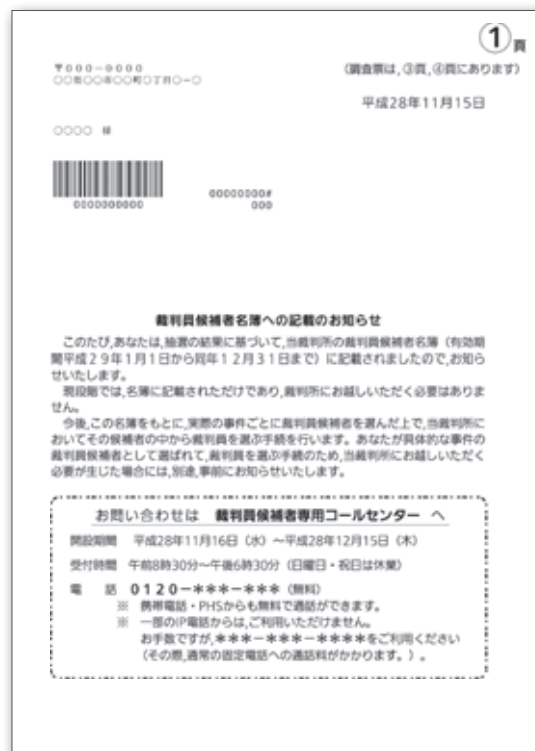 ①頁
〒000-0000
○○県○○市○○町○丁目○-○
(調査票は,③頁,④頁にあります)
平成28年11月15日
○○○○ 様
0000000000
00000000#
000
裁判員候補者名簿への記載のお知らせ
このたび,あなたは,抽選の結果に基づいて,当裁判所の裁判員候補者名簿(有効期
間平成29年1月1日から同年12月31日まで)に記載されましたので,お知ら
せいたします。
現段階では,名簿に記載されただけであり,裁判所にお越しいただく必要はありま
せん。
今後,この名簿をもとに,実際の事件ごとに裁判員候補者を選んだ上で,当裁判所に
おいてその候補者の中から裁判員を選ぶ手続を行います。あなたが具体的な事件の
裁判員候補者として選ばれて,裁判員を選ぶ手続のため,当裁判所にお越しいただく
必要が生じた場合には,別途,事前にお知らせいたします。
お問い合わせは 裁判員候補者専用コールセンター へ
開設期間 平成28年11月16日(水)~平成28年12月15日(木)
受付時間 午前8時30分~午後6時30分(日曜日・祝日は休業)
電 話 0120-***-***(無料)
※ 携帯電話・PHSからも無料で通話ができます。
※ 一部のIP電話からは,ご利用いただけません。
お手数ですが,***-***-****をご利用ください
(その際,通常の固定電話への通話料がかかります。)。